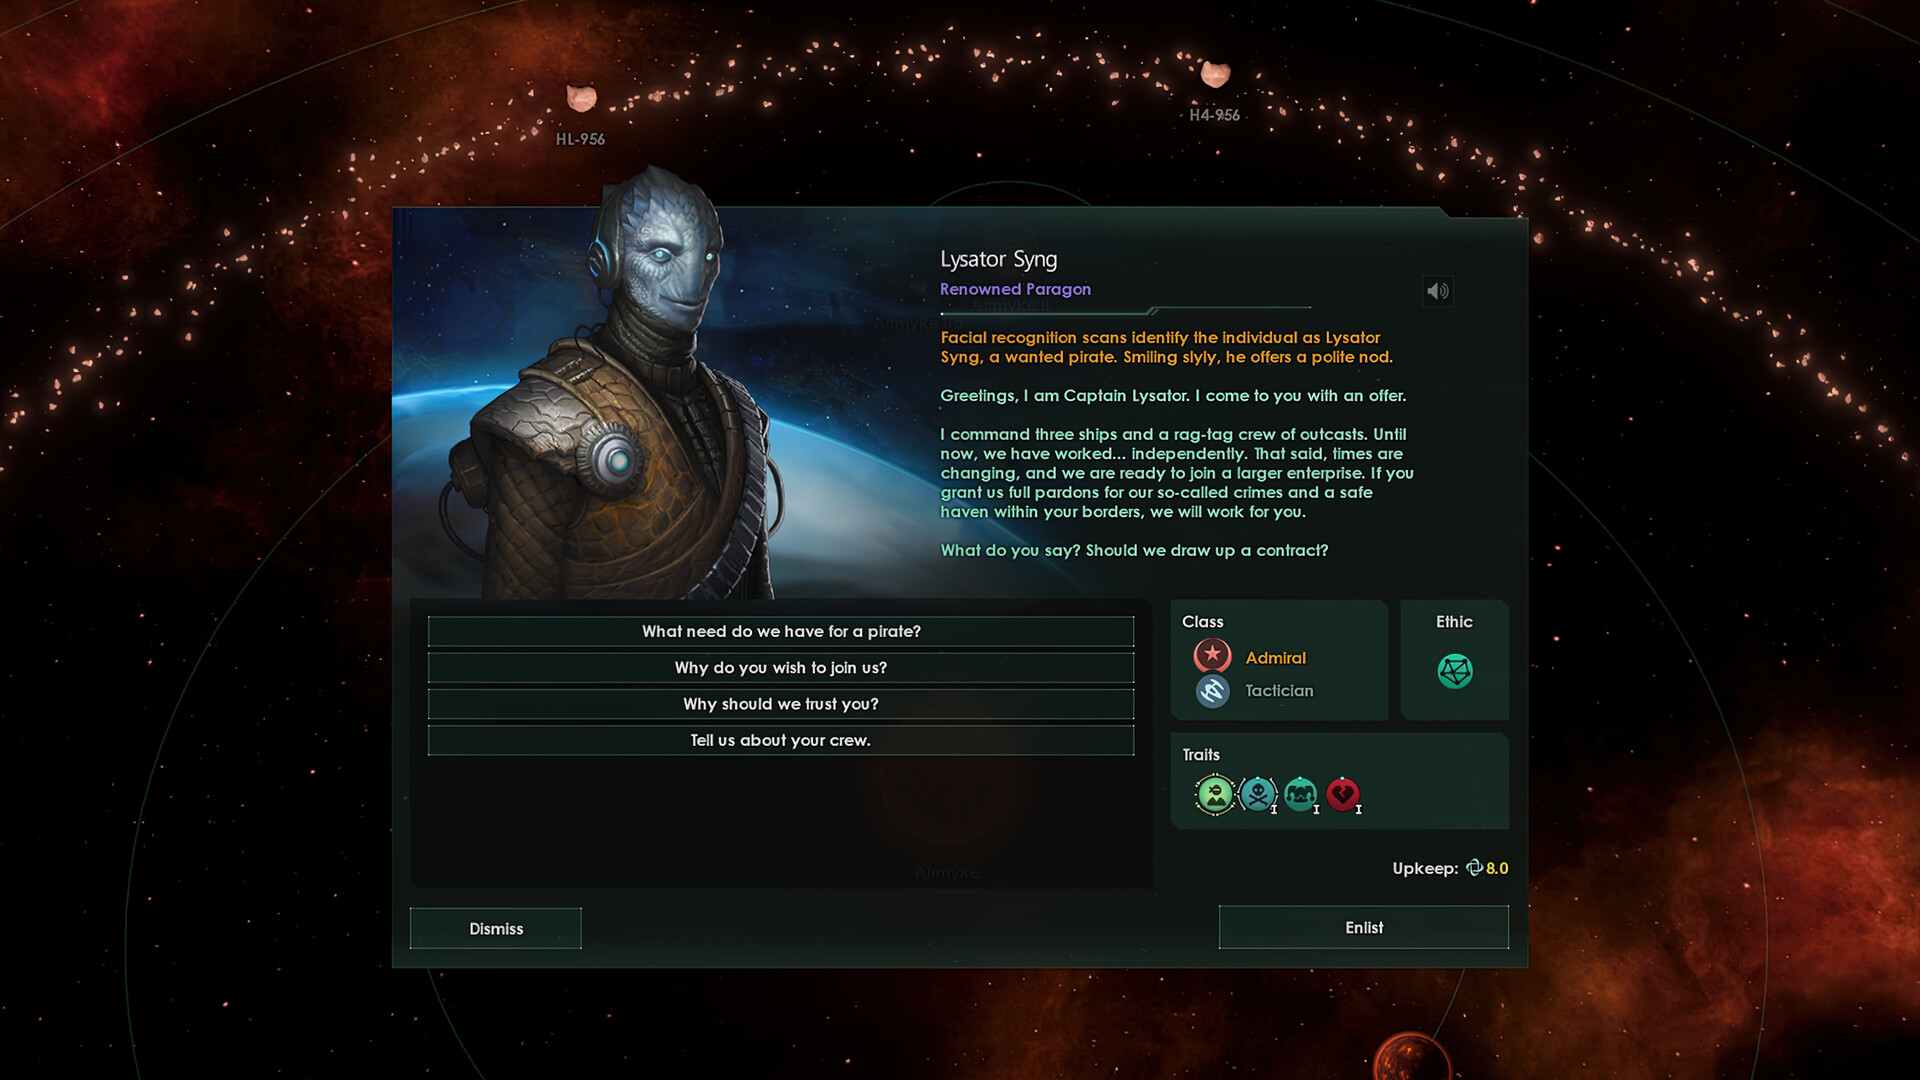 H4-956
HL-956
Lysator Syng
Renowned Paragon
Alimyke II
Facial recognition scans identify the individual as Lysator
Syng, a wanted pirate. Smiling slyly, he offers a polite nod.
Greetings, I am Captain Lysator. I come to you with an offer.
I command three ships and a rag-tag crew of outcasts. Until
now, we have worked... independently. That said, times are
changing, and we are ready to join a larger enterprise. If you
grant us full pardons for our so-called crimes and a safe
haven within your borders, we will work for you.
What do you say? Should we draw up a contract?
What need do we have for a pirate?
Why do you wish to join us?
Why should we trust you?
Tell us about your crew.
Class
Admiral
Tactician
Ethic
Traits
I I I
Alimyke
Upkeep: 8.0
Dismiss
Enlist